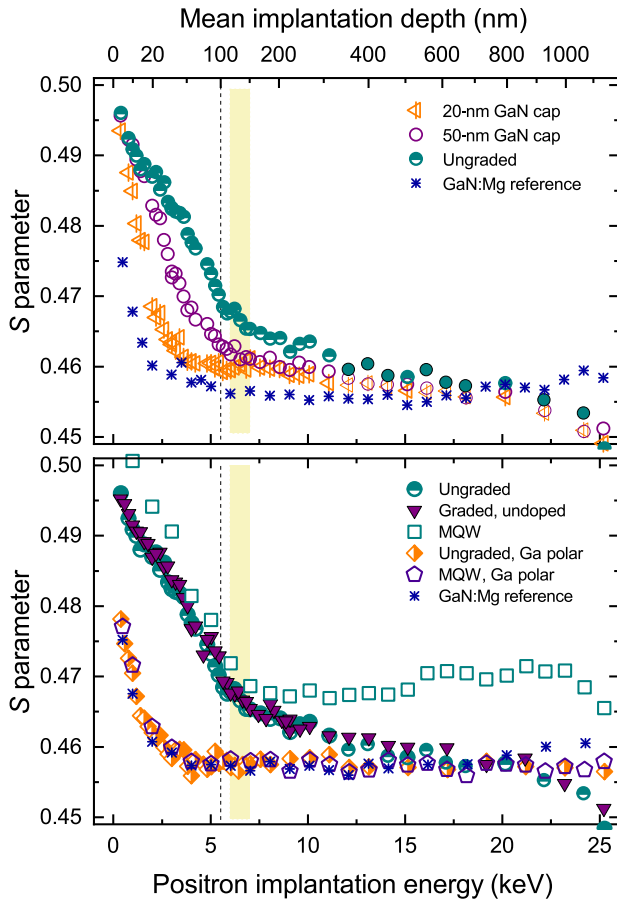 Mean implantation depth (nm)
0 20 100 200 300 400 500 600 700 800 1000
0.50
0.49
0.48
0.47
0.46
0.45
S parameter
20-nm GaN cap
50-nm GaN cap
Ungraded
GaN:Mg reference
0.50
0.49
0.48
0.47
0.46
0.45
S parameter
Ungraded
Graded, undoped
MQW
Ungraded, Ga polar
MQW, Ga polar
GaN:Mg reference
0 5 10 15 20 25
Positron implantation energy (keV)